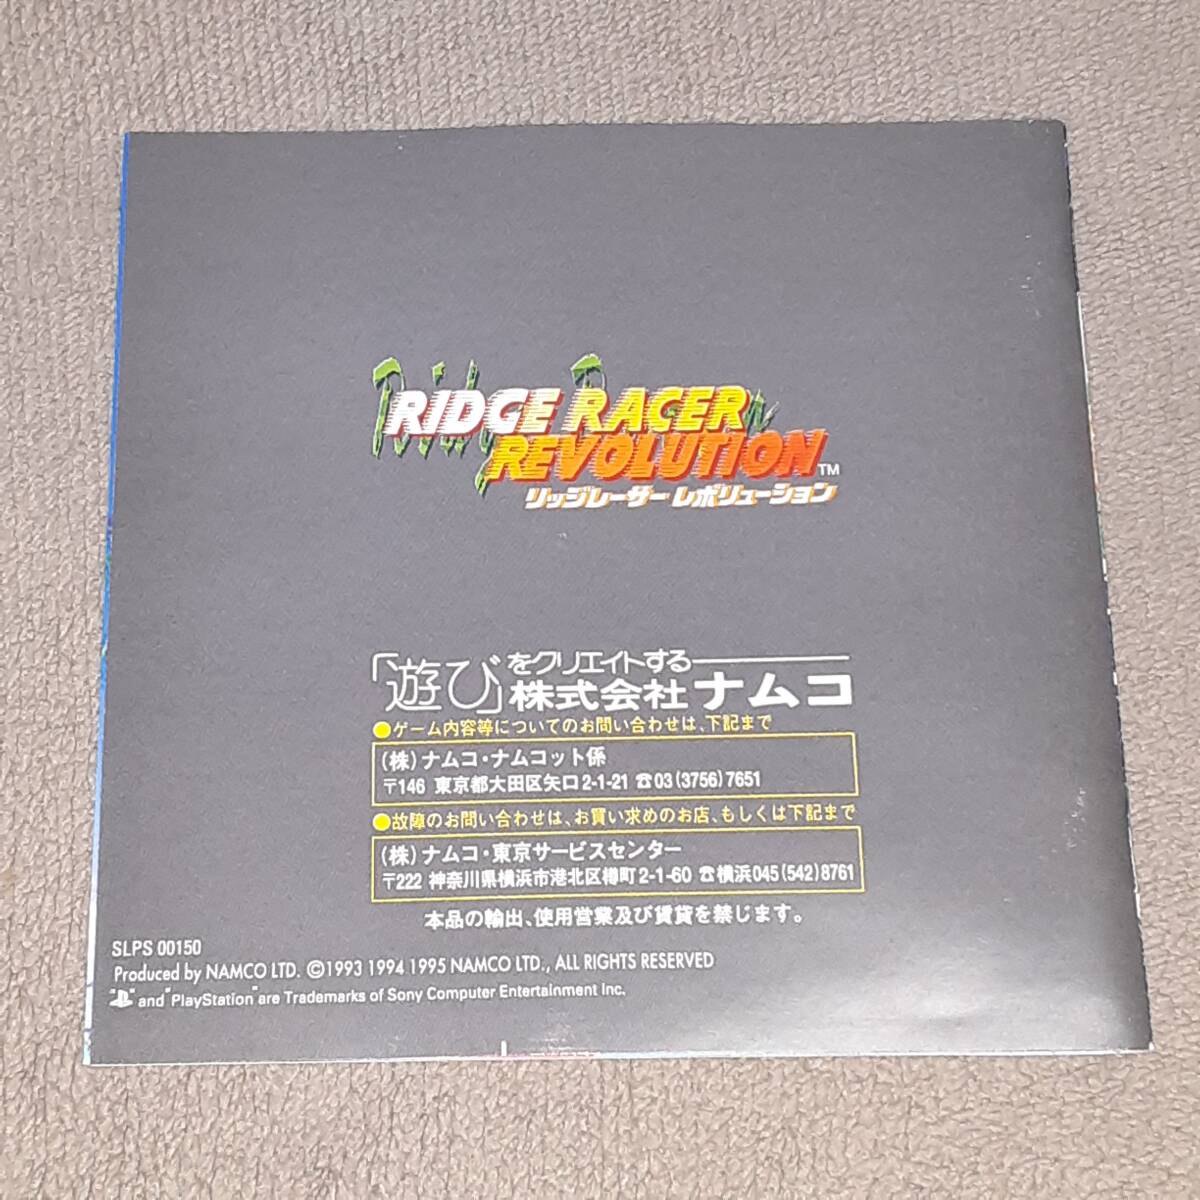 RIDGE RACER
REVOLUTION™
リッジレーサー レボリューション
「遊び」をクリエイトする
株式会社ナムコ
●ゲーム内容等についてのお問い合わせは、下記まで
(株)ナムコ・ナムコット係
〒146 東京都大田区矢口2-1-21 ☎03(3756)7651
●故障のお問い合わせは、お買い求めのお店、もしくは下記まで
(株)ナムコ・東京サービスセンター
〒222 神奈川県横浜市港北区樽町2-1-60 ☎横浜045(542)8761
本品の輸出、使用営業及び賃貸を禁じます。
SLPS 00150
Produced by NAMCO LTD. ©1993 1994 1995 NAMCO LTD., ALL RIGHTS RESERVED
" " and "PlayStation" are Trademarks of Sony Computer Entertainment Inc.